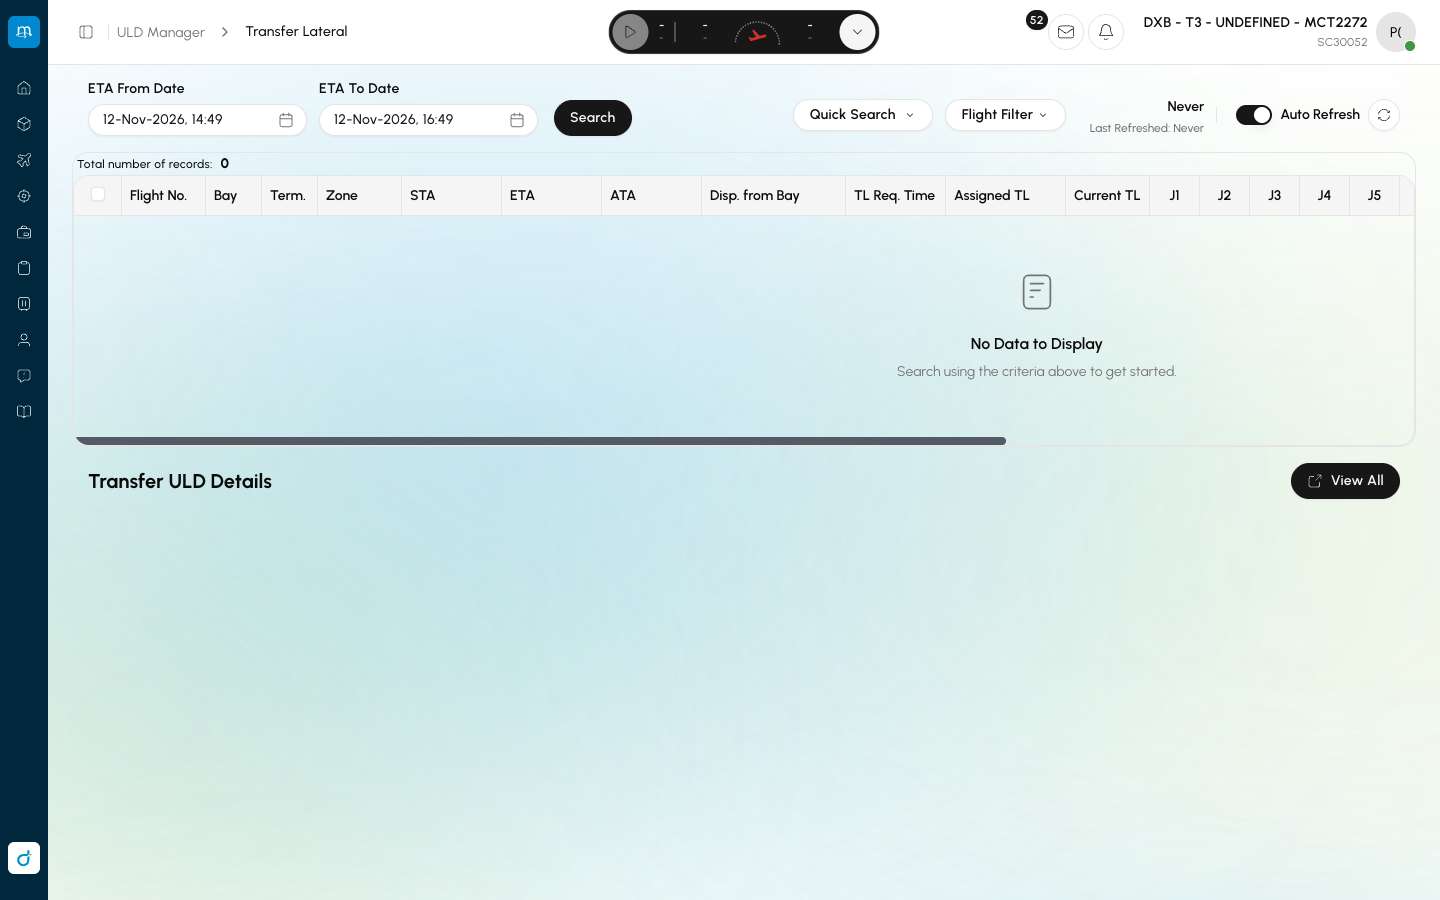 ULD Manager > Transfer Lateral
- - - -
- - -
52
DXB - T3 - UNDEFINED - MCT2272
SC30052
P(
ETA From Date
12-Nov-2026, 14:49
ETA To Date
12-Nov-2026, 16:49
Search
Quick Search
Flight Filter
Never
Last Refreshed: Never
Auto Refresh
Total number of records: 0
Flight No. Bay Term. Zone STA ETA ATA Disp. from Bay TL Req. Time Assigned TL Current TL J1 J2 J3 J4 J5
No Data to Display
Search using the criteria above to get started.
Transfer ULD Details
View All